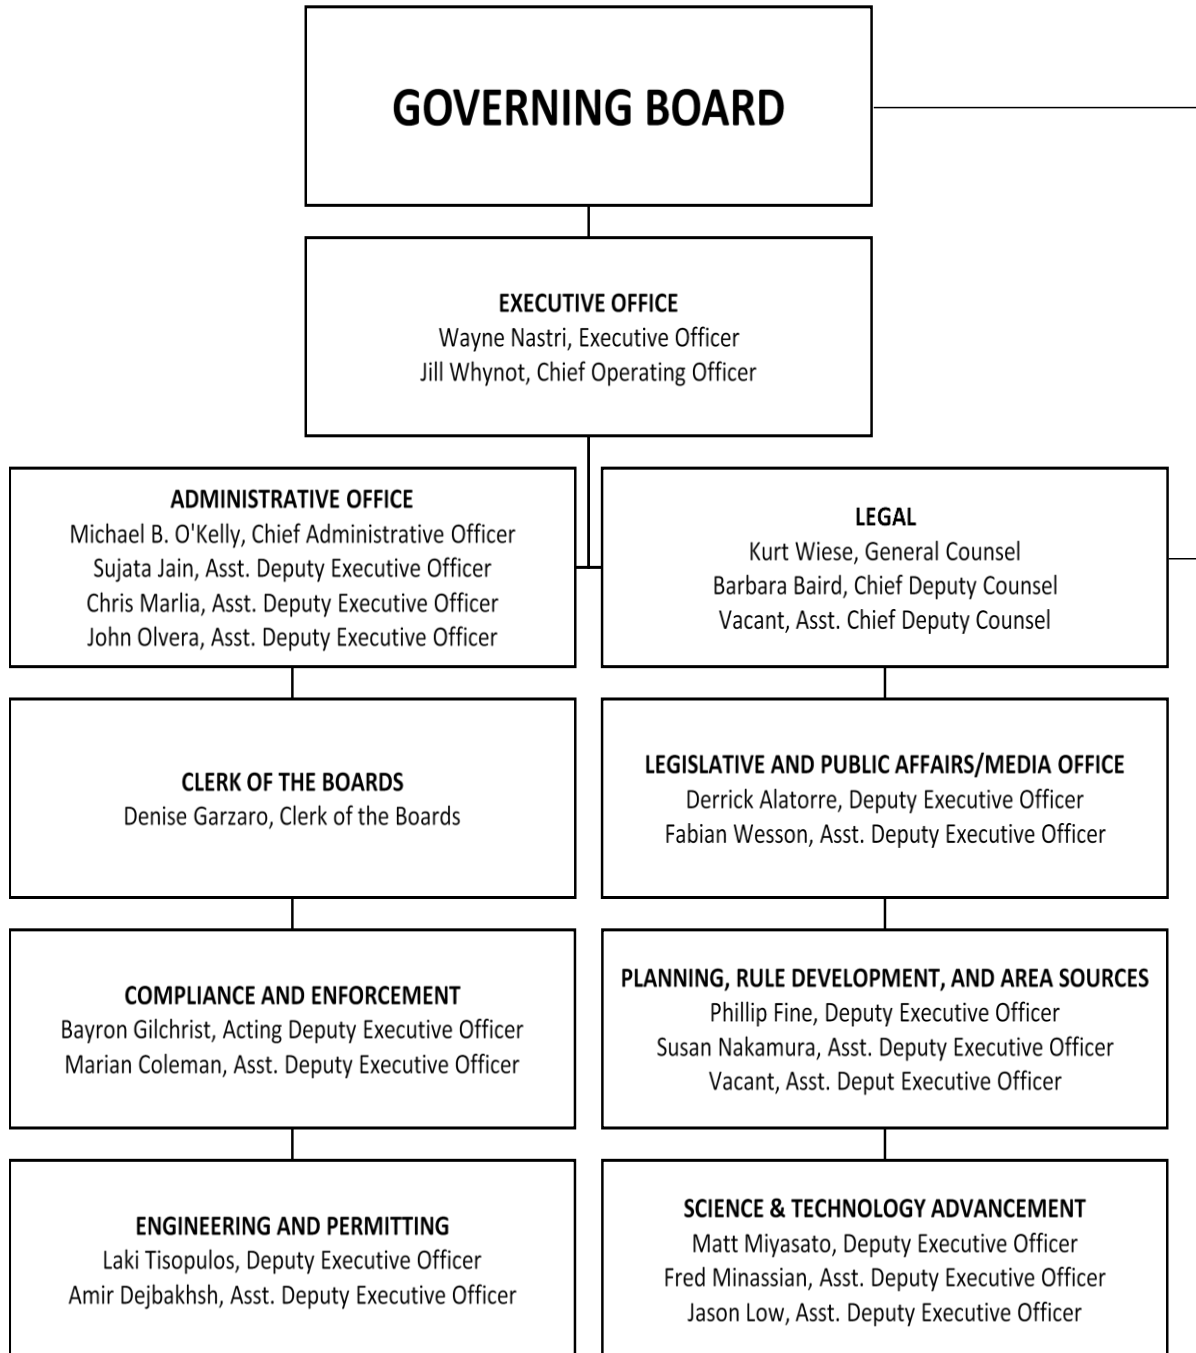 GOVERNING BOARD
EXECUTIVE OFFICE
Wayne Nastri, Executive Officer
Jill Whynot, Chief Operating Officer
ADMINISTRATIVE OFFICE
Michael B. O'Kelly, Chief Administrative Officer
Sujata Jain, Asst. Deputy Executive Officer
Chris Marlia, Asst. Deputy Executive Officer
John Olvera, Asst. Deputy Executive Officer
LEGAL
Kurt Wiese, General Counsel
Barbara Baird, Chief Deputy Counsel
Vacant, Asst. Chief Deputy Counsel
CLERK OF THE BOARDS
Denise Garzaro, Clerk of the Boards
LEGISLATIVE AND PUBLIC AFFAIRS/MEDIA OFFICE
Derrick Alatorre, Deputy Executive Officer
Fabian Wesson, Asst. Deputy Executive Officer
COMPLIANCE AND ENFORCEMENT
Bayron Gilchrist, Acting Deputy Executive Officer
Marian Coleman, Asst. Deputy Executive Officer
PLANNING, RULE DEVELOPMENT, AND AREA SOURCES
Phillip Fine, Deputy Executive Officer
Susan Nakamura, Asst. Deputy Executive Officer
Vacant, Asst. Deput Executive Officer
ENGINEERING AND PERMITTING
Laki Tisopulos, Deputy Executive Officer
Amir Dejbakhsh, Asst. Deputy Executive Officer
SCIENCE & TECHNOLOGY ADVANCEMENT
Matt Miyasato, Deputy Executive Officer
Fred Minassian, Asst. Deputy Executive Officer
Jason Low, Asst. Deputy Executive Officer